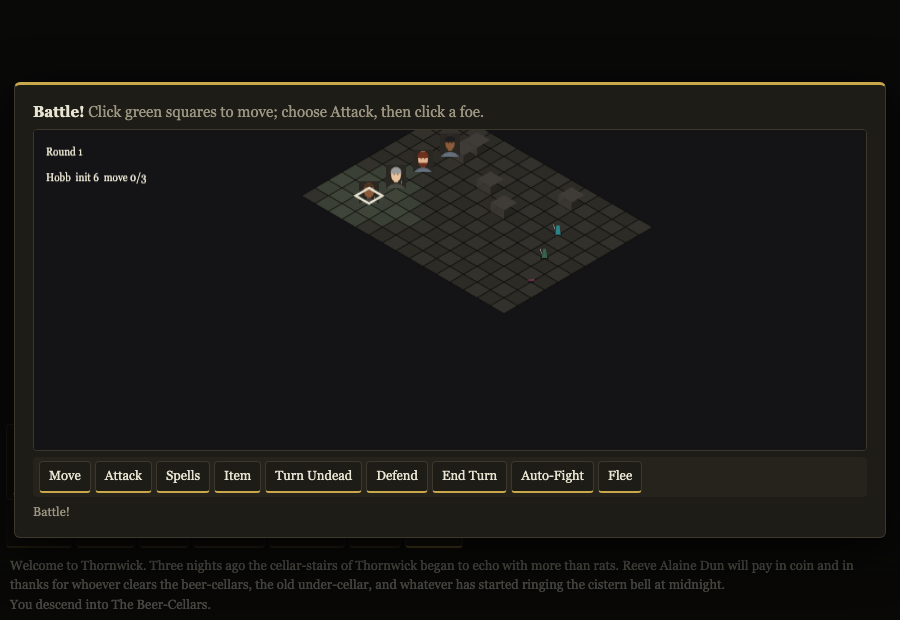 Battle! Click green squares to move; choose Attack, then click a foe.
Round 1
Hobb init 6 move 0/3
Move Attack Spells Item Turn Undead Defend End Turn Auto-Fight Flee
Battle!
Welcome to Thornwick. Three nights ago the cellar-stairs of Thornwick began to echo with more than rats. Reeve Alaine Dun will pay in coin and in
thanks for whoever clears the beer-cellars, the old under-cellar, and whatever has started ringing the cistern bell at midnight.
You descend into The Beer-Cellars.